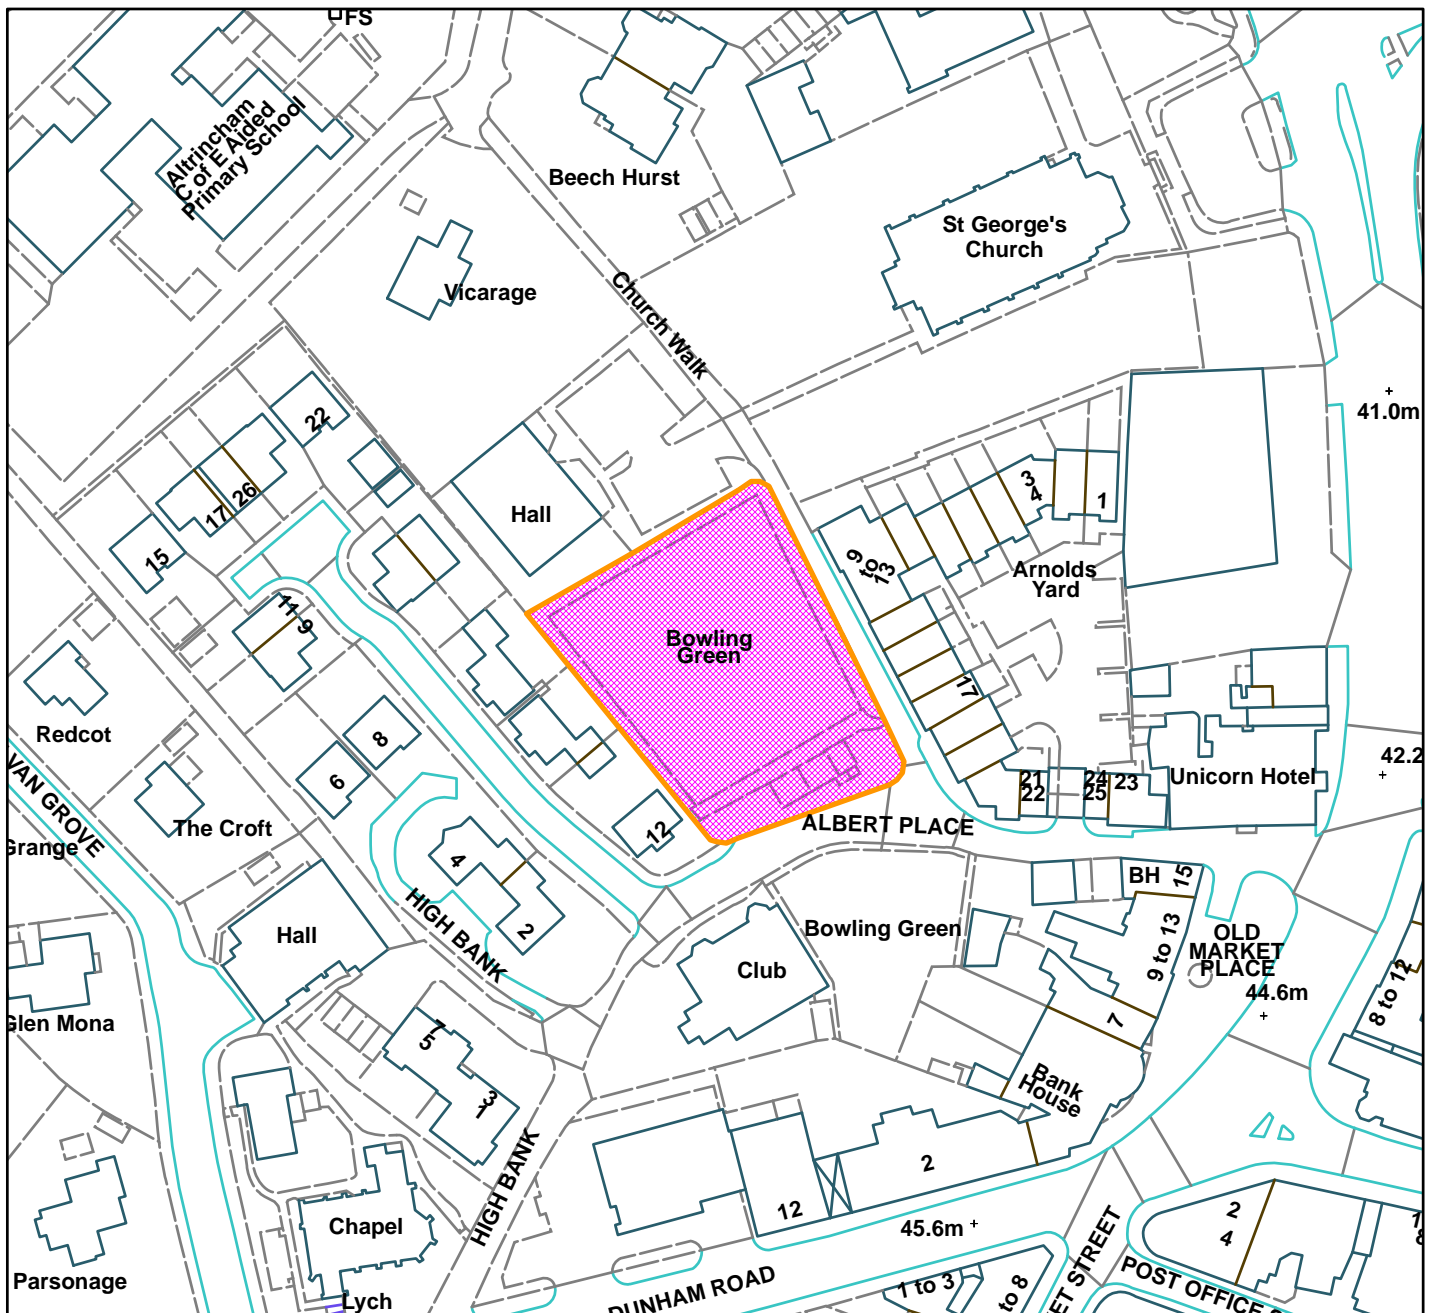 FS
Altrincham
C of E Aided
Primary School
Beech Hurst
St George's
Church
Vicarage
Church Walk
41.0m
22
26
17
15
Hall
3
4
1
9
to
13
Arnolds
Yard
Bowling
Green
11
9
17
Redcot
8
6
42.2
Unicorn Hotel
21
22
24
25
23
VAN GROVE
The Croft
Grange
12
ALBERT PLACE
4
2
HIGH BANK
BH
15
Hall
Bowling Green
Club
9 to 13
OLD
MARKET
PLACE
44.6m
8 to 12
Glen Mona
7
5
3
1
7
Bank
House
HIGH BANK
2
12
Chapel
45.6m
2
4
Parsonage
Lych
DUNHAM ROAD
1 to 3
to 8
ET STREET
POST OFFICE